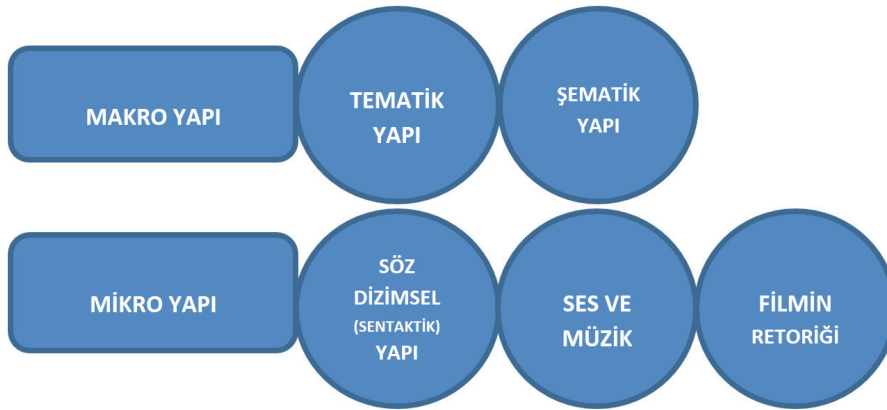 MAKRO YAPI
TEMATİK
YAPI
ŞEMATİK
YAPI
MİKRO YAPI
SÖZ
DİZİMSEL
(SENTAKTİK)
YAPI
SES VE
MÜZİK
FİLMİN
RETORİĞİ